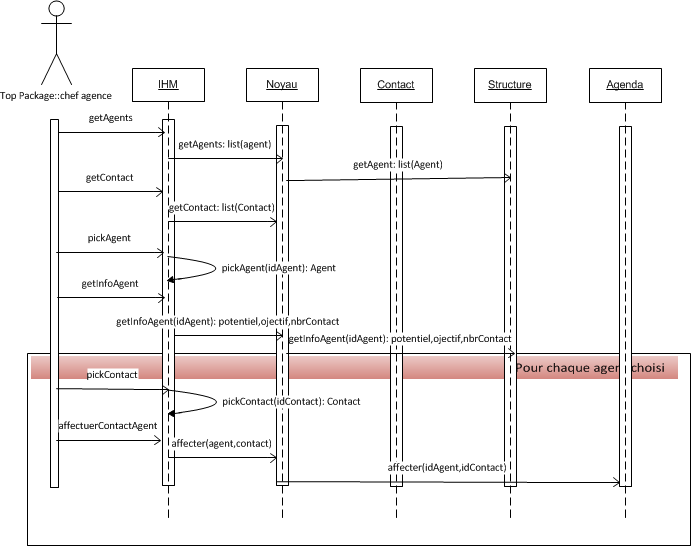 Top Package::chef agence
IHM
Noyau
Contact
Structure
Agenda
getAgents
getAgents: list(agent)
getAgent: list(Agent)
getContact
getContact: list(Contact)
pickAgent
pickAgent(idAgent): Agent
getInfoAgent
getInfoAgent(idAgent): potentiel,ojectif,nbrContact
getInfoAgent(idAgent): potentiel,ojectif,nbrContact
Pour chaque agent choisi
pickContact
pickContact(idContact): Contact
affectuerContactAgent
affecter(agent,contact)
affecter(idAgent,idContact)